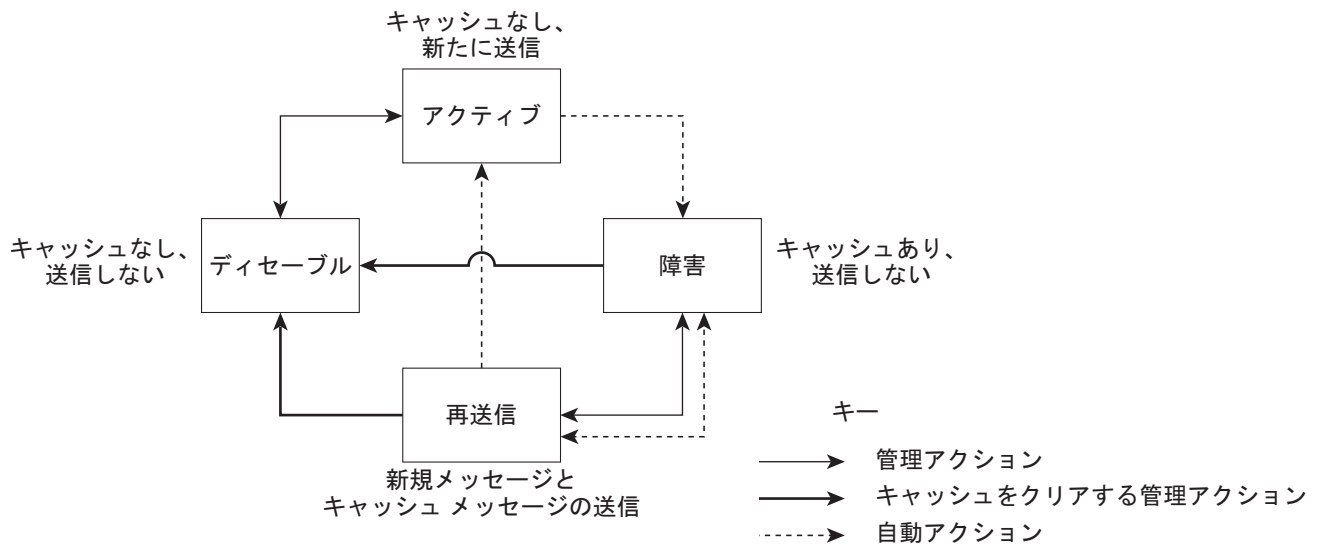 キャッシュなし、
新たに送信
アクティブ
キャッシュなし、
送信しない
ディセーブル
障害
キャッシュあり、
送信しない
再送信
新規メッセージと
キャッシュ メッセージの送信
キー
管理アクション
キャッシュをクリアする管理アクション
自動アクション